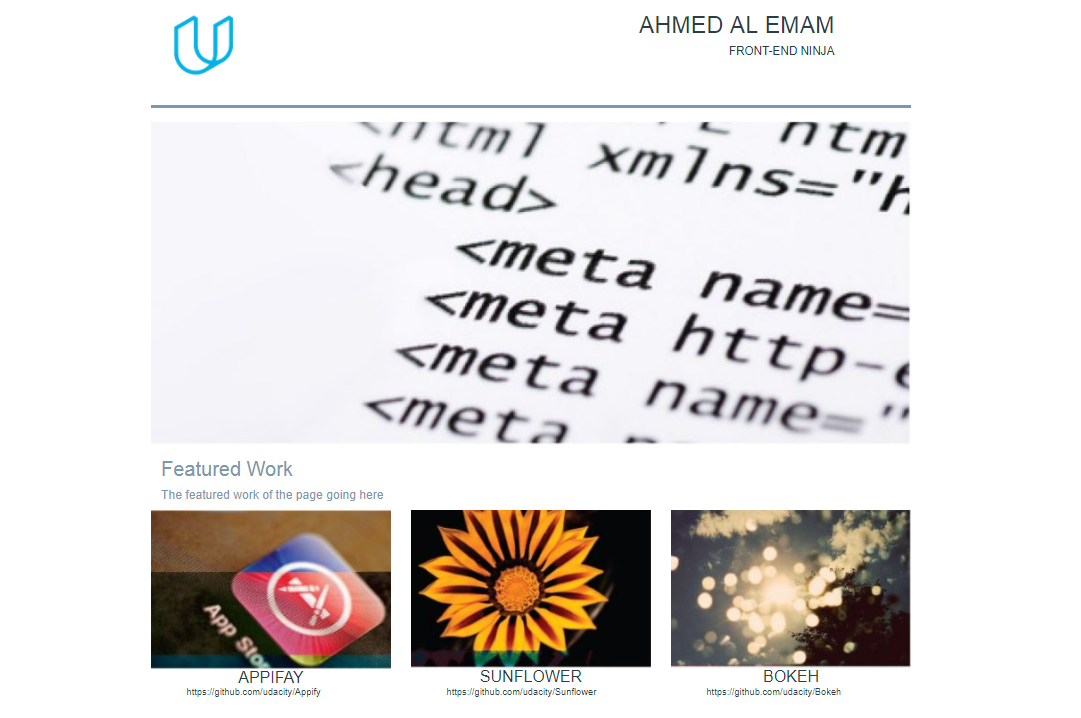 AHMED AL EMAM
FRONT-END NINJA
<html xmlns="h
<head>
<meta name=
<meta http-e
<meta name="
<meta
Featured Work
The featured work of the page going here
App Sto
APPIFAY
https://github.com/udacity/Appify
SUNFLOWER
https://github.com/udacity/Sunflower
BOKEH
https://github.com/udacity/Bokeh